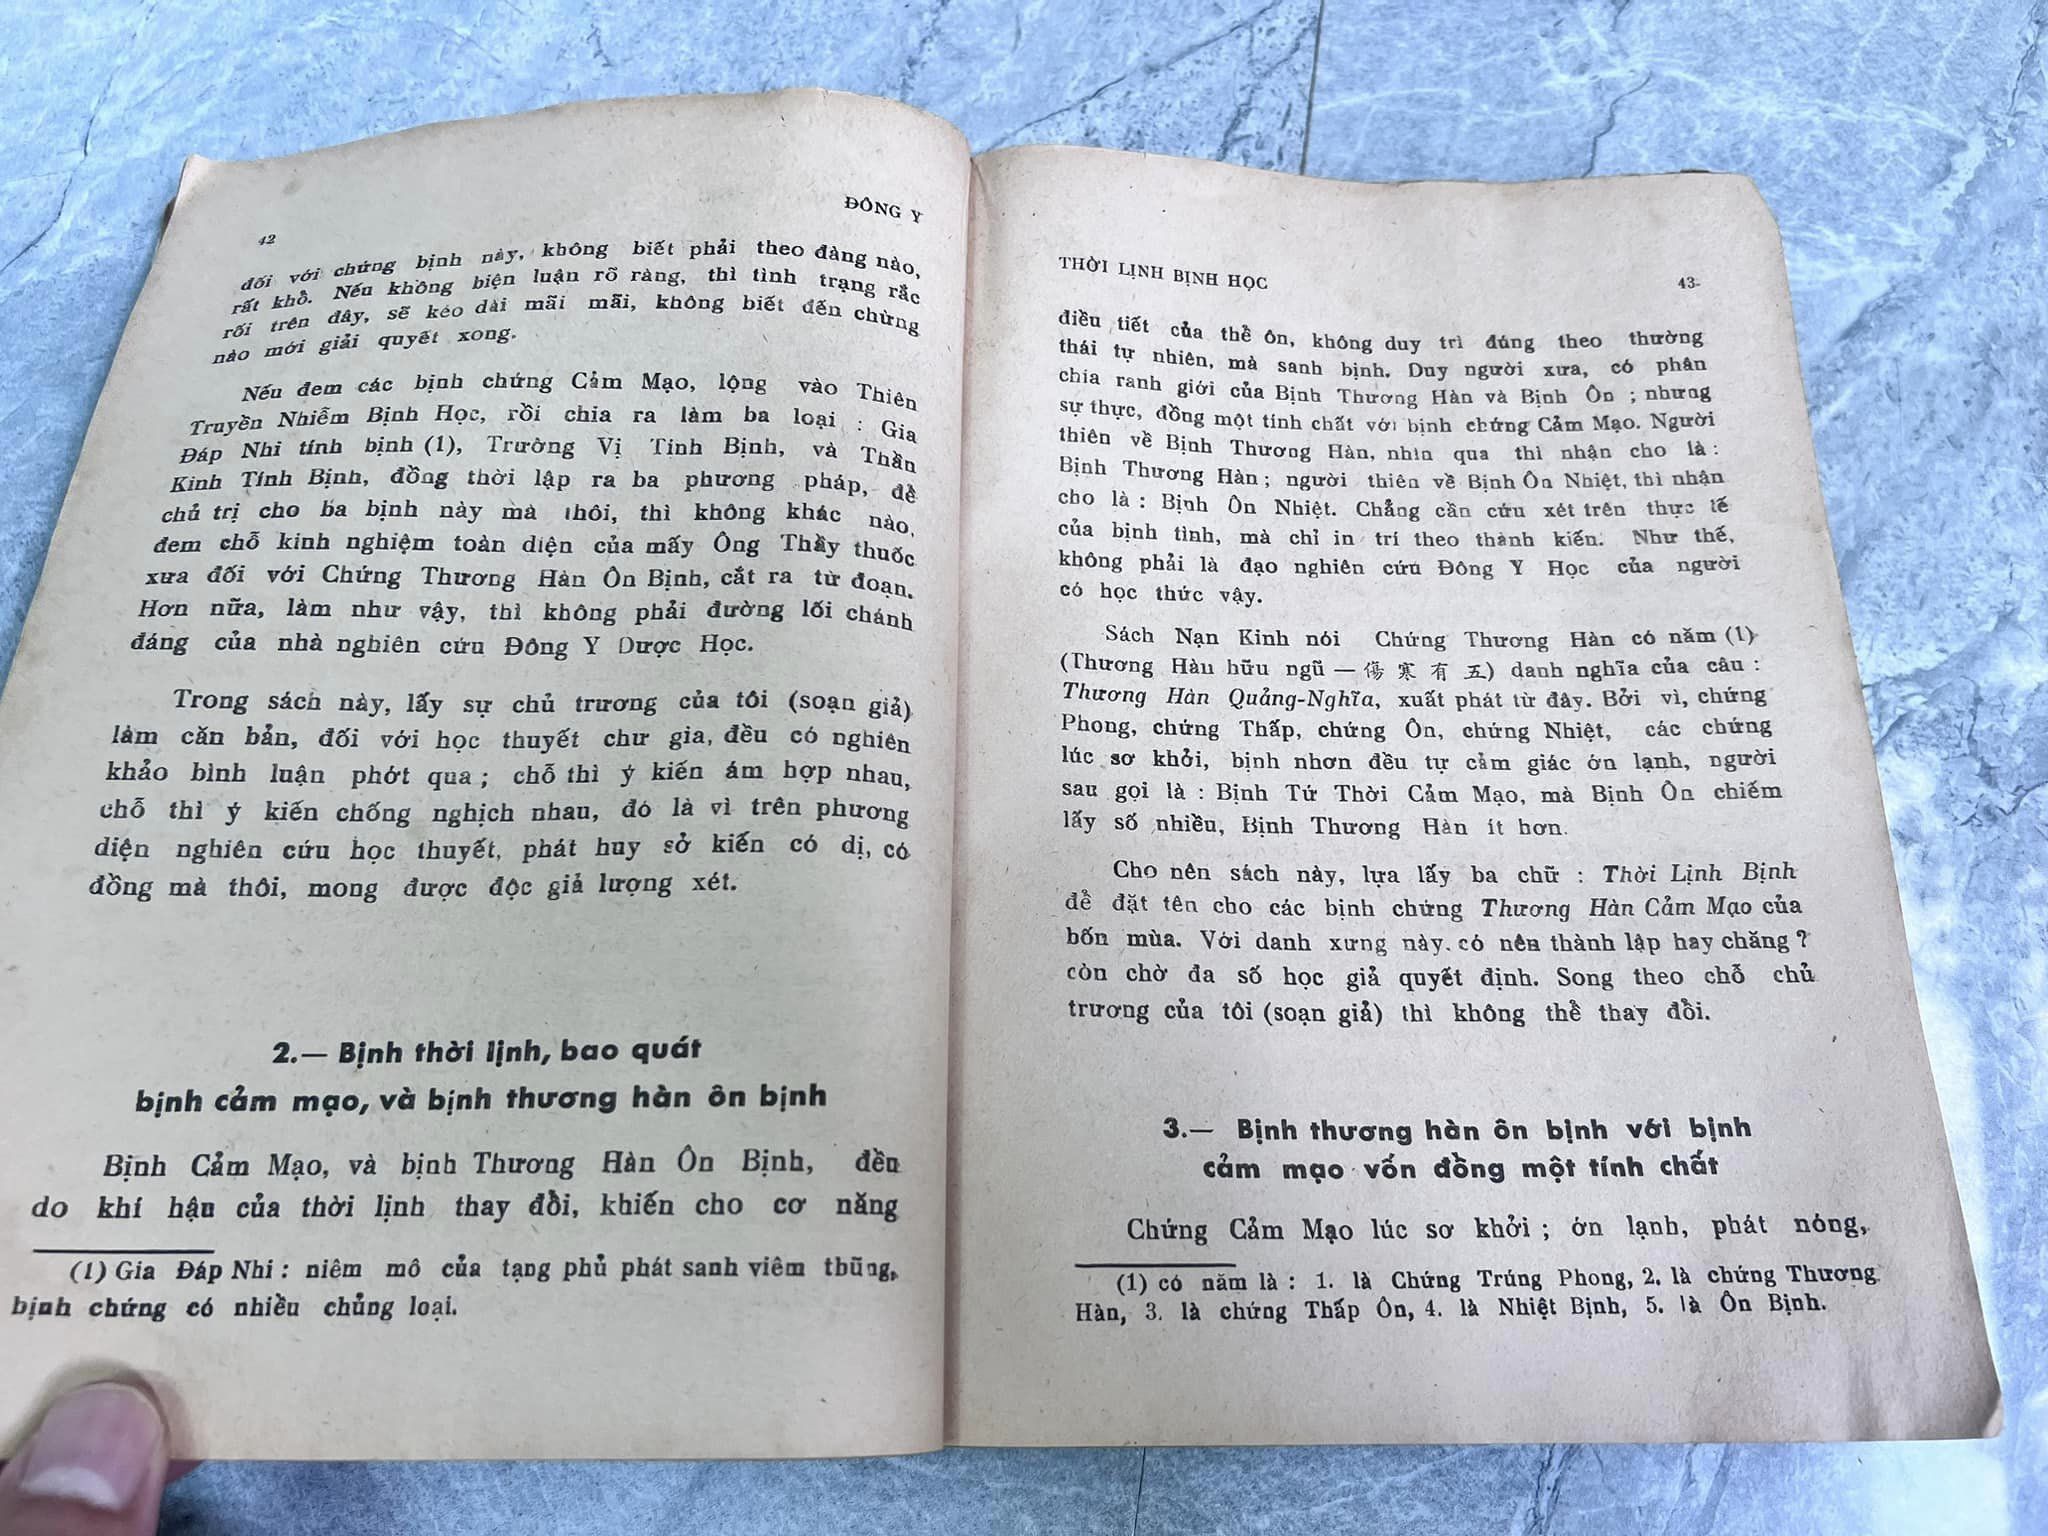 42
ĐÔNG Y
đối với chứng bịnh này, không biết phải theo đàng nào,
rất khổ. Nếu không biện luận rõ ràng, thì tình trạng rắc
rối trên đây, sẽ kéo dài mãi mãi, không biết đến chừng
nào mới giải quyết xong.
Nếu đem các bịnh chứng Cảm Mạo, lộng vào Thiên
Truyền Nhiễm Bịnh Học, rồi chia ra làm ba loại : Gia
Đáp Nhi tính bịnh (1), Trường Vị Tính Bịnh, và Thần
Kinh Tính Bịnh, đồng thời lập ra ba phương pháp, để
chủ trị cho ba bịnh này mà thôi, thì không khác nào,
đem chỗ kinh nghiệm toàn diện của mấy Ông Thầy thuốc
xưa đối với Chứng Thương Hàn Ôn Bịnh, cắt ra từ đoạn.
Hơn nữa, làm như vậy, thì không phải đường lối chánh
đáng của nhà nghiên cứu Đông Y Dược Học.
Trong sách này, lấy sự chủ trương của tôi (soạn giả)
làm căn bản, đối với học thuyết chư gia, đều có nghiên
khảo bình luận phớt qua ; chỗ thì ý kiến ám hợp nhau,
chỗ thì ý kiến chống nghịch nhau, đó là vì trên phương
diện nghiên cứu học thuyết, phát huy sở kiến có dị, có
đồng mà thôi, mong được độc giả lượng xét.
2.— Bịnh thời lịnh, bao quát
bịnh cảm mạo, và bịnh thương hàn ôn bịnh
Bịnh Cảm Mạo, và bịnh Thương Hàn Ôn Bịnh, đều
do khí hậu của thời lịnh thay đổi, khiến cho cơ năng
(1) Gia Đáp Nhi : niệm mô của tạng phủ phát sanh viêm thũng,
bịnh chứng có nhiều chủng loại.
THỜI LỊNH BỊNH HỌC
43
điều tiết của thể ôn, không duy trì đúng theo thường
thái tự nhiên, mà sanh bịnh. Duy người xưa, có phân
chia ranh giới của Bịnh Thương Hàn và Bịnh Ôn ; nhưng
sự thực, đồng một tính chất với bịnh chứng Cảm Mạo. Người
thiên về Bịnh Thương Hàn, nhìn qua thì nhận cho là :
Bịnh Thương Hàn ; người thiên về Bịnh Ôn Nhiệt, thì nhận
cho là : Bịnh Ôn Nhiệt. Chẳng cần cứu xét trên thực tế
của bịnh tình, mà chỉ in trí theo thành kiến. Như thế,
không phải là đạo nghiên cứu Đông Y Học của người
có học thức vậy.
Sách Nạn Kinh nói Chứng Thương Hàn có năm (1)
(Thương Hàn hữu ngũ — 傷 寒 有 五) danh nghĩa của câu :
Thương Hàn Quảng-Nghĩa, xuất phát từ đây. Bởi vì, chứng
Phong, chứng Thấp, chứng Ôn, chứng Nhiệt, các chứng
lúc sơ khởi, bịnh nhơn đều tự cảm giác ớn lạnh, người
sau gọi là : Bịnh Tứ Thời Cảm Mạo, mà Bịnh Ôn chiếm
lấy số nhiều, Bịnh Thương Hàn ít hơn.
Cho nên sách này, lựa lấy ba chữ : Thời Lịnh Bịnh
để đặt tên cho các bịnh chứng Thương Hàn Cảm Mạo của
bốn mùa. Với danh xưng này, có nên thành lập hay chăng ?
còn chờ đa số học giả quyết định. Song theo chỗ chủ
trương của tôi (soạn giả) thì không thể thay đổi.
3.— Bịnh thương hàn ôn bịnh với bịnh
cảm mạo vốn đồng một tính chất
Chứng Cảm Mạo lúc sơ khởi ; ớn lạnh, phát nóng,
(1) có năm là : 1. là Chứng Trúng Phong, 2. là chứng Thương
Hàn, 3. là chứng Thấp Ôn, 4. là Nhiệt Bịnh, 5. là Ôn Bịnh.